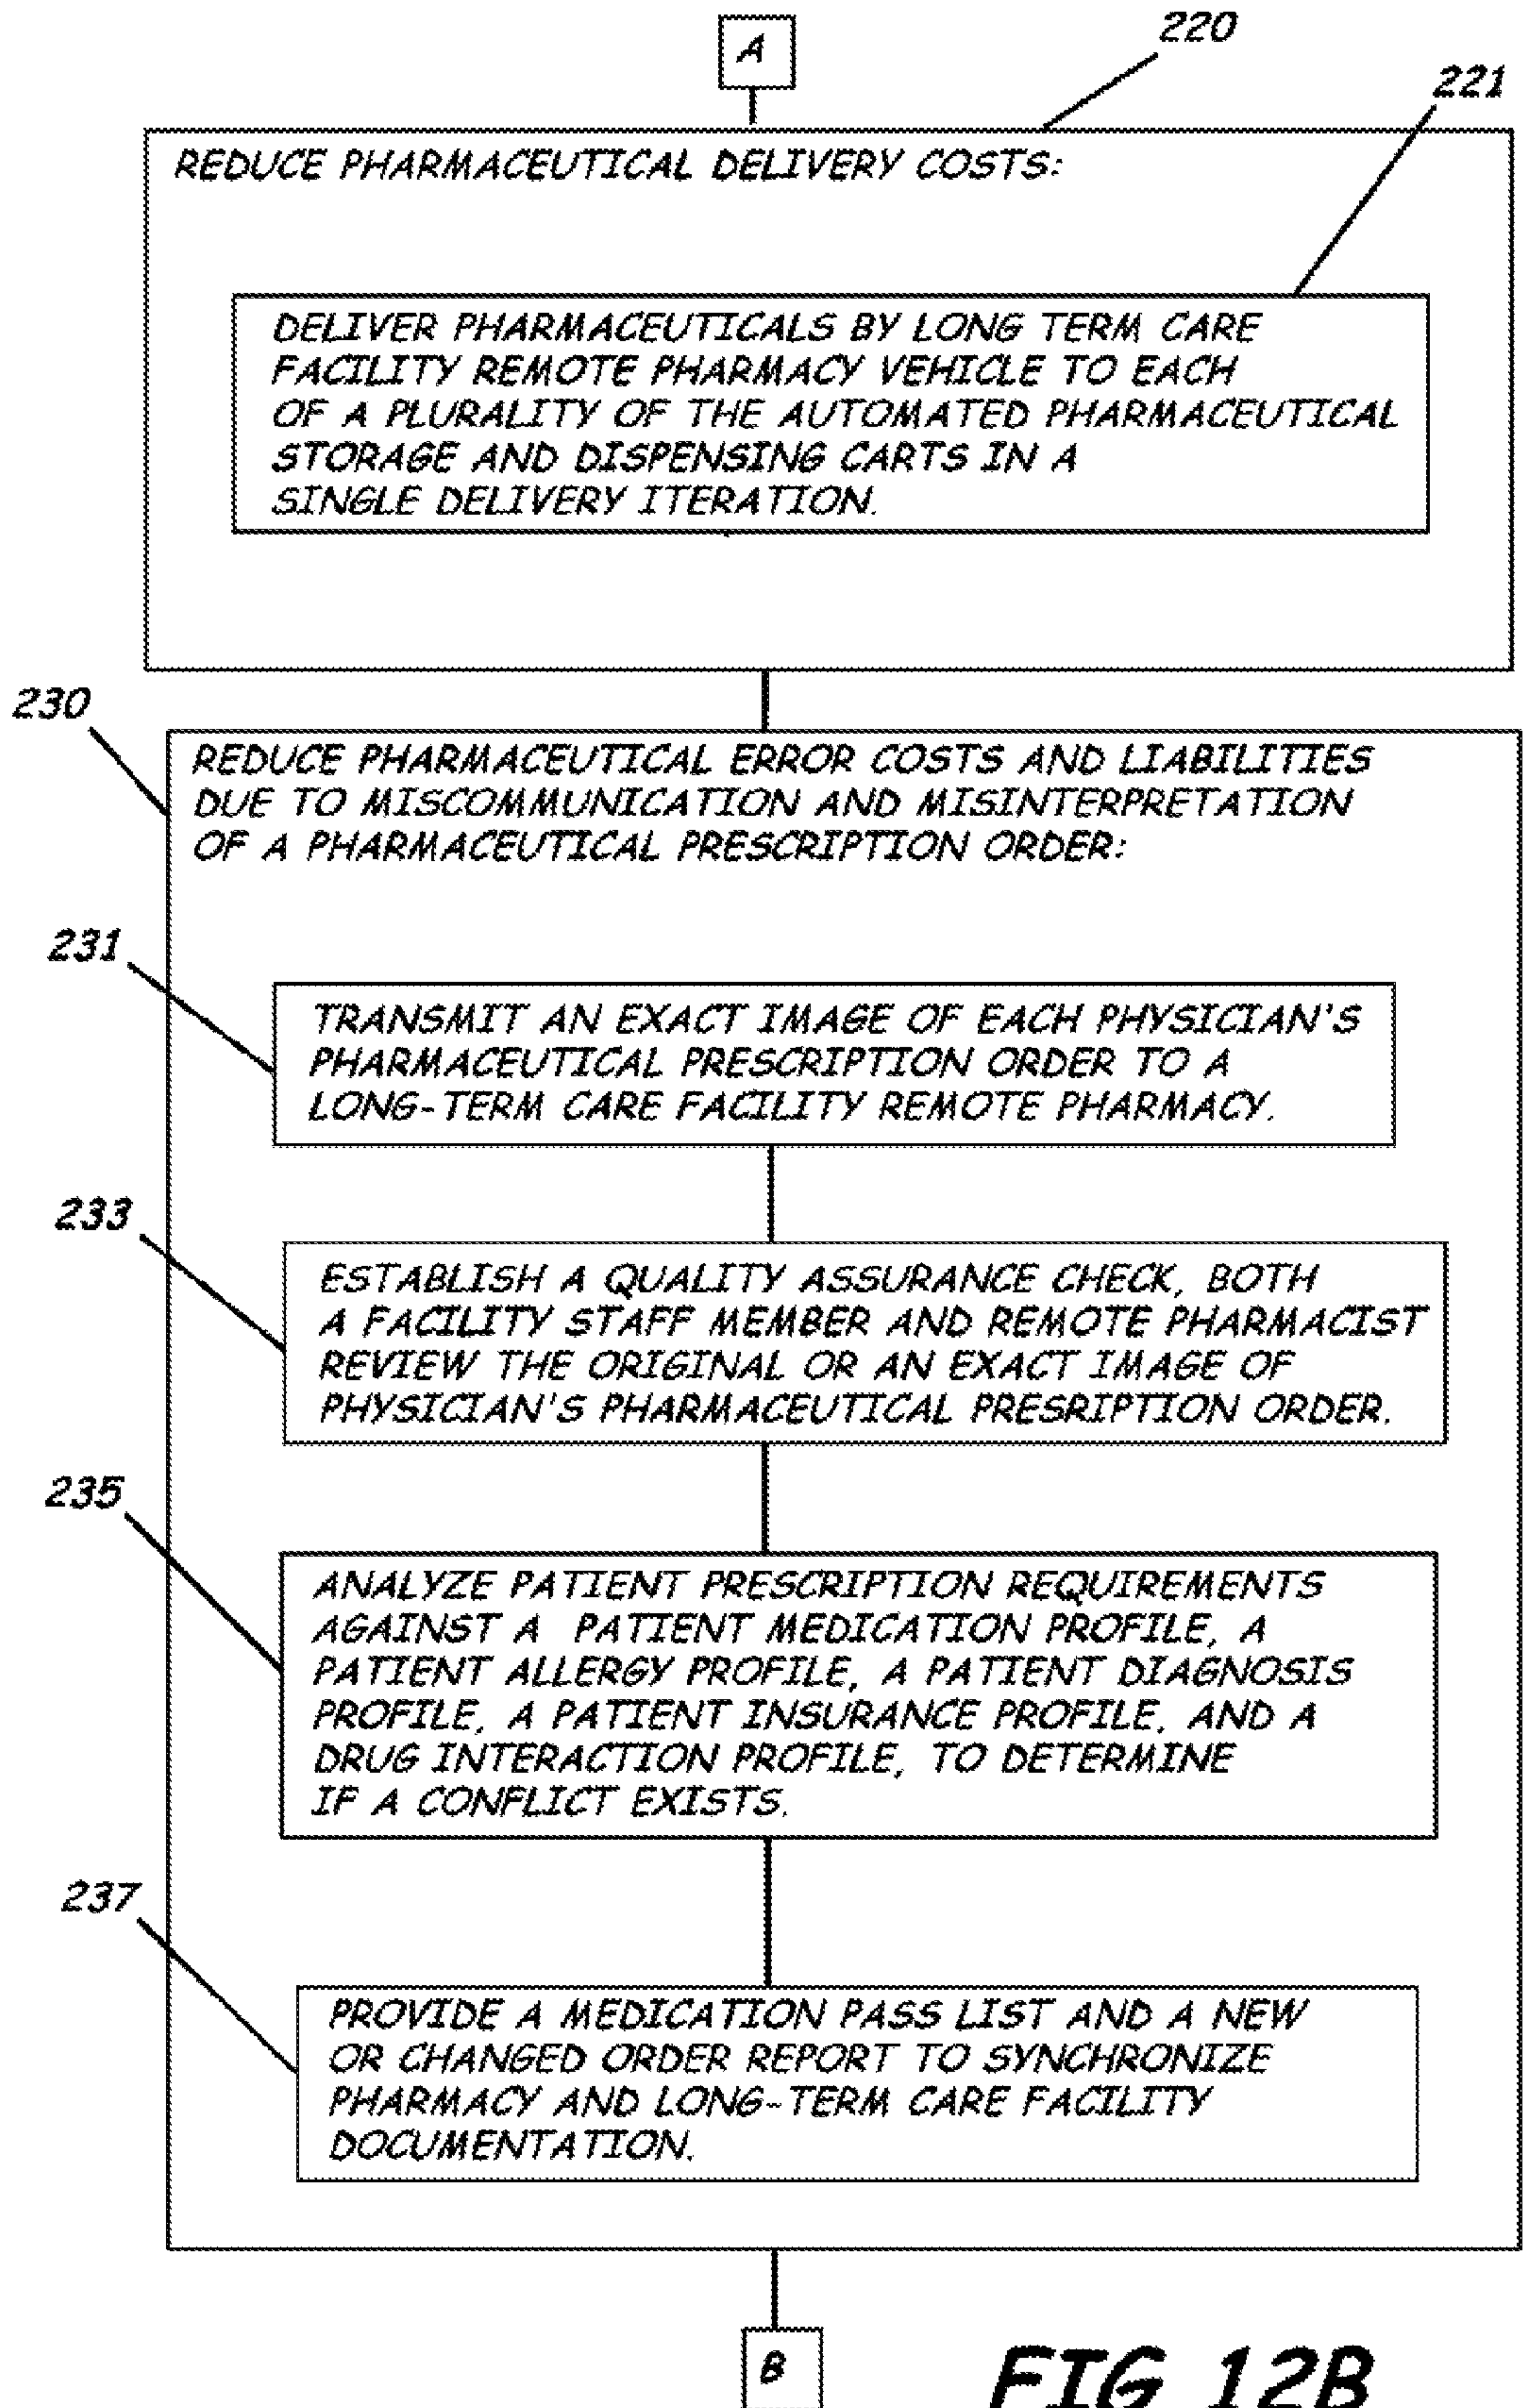 A
220
221
REDUCE PHARMACEUTICAL DELIVERY COSTS:
DELIVER PHARMACEUTICALS BY LONG TERM CARE
FACILITY REMOTE PHARMACY VEHICLE TO EACH
OF A PLURALITY OF THE AUTOMATED PHARMACEUTICAL
STORAGE AND DISPENSING CARTS IN A
SINGLE DELIVERY ITERATION.
230
REDUCE PHARMACEUTICAL ERROR COSTS AND LIABILITIES
DUE TO MISCOMMUNICATION AND MISINTERPRETATION
OF A PHARMACEUTICAL PRESCRIPTION ORDER:
231
TRANSMIT AN EXACT IMAGE OF EACH PHYSICIAN'S
PHARMACEUTICAL PRESCRIPTION ORDER TO A
LONG-TERM CARE FACILITY REMOTE PHARMACY.
233
ESTABLISH A QUALITY ASSURANCE CHECK, BOTH
A FACILITY STAFF MEMBER AND REMOTE PHARMACIST
REVIEW THE ORIGINAL OR AN EXACT IMAGE OF
PHYSICIAN'S PHARMACEUTICAL PRESRIPTION ORDER.
235
ANALYZE PATIENT PRESCRIPTION REQUIREMENTS
AGAINST A PATIENT MEDICATION PROFILE, A
PATIENT ALLERGY PROFILE, A PATIENT DIAGNOSIS
PROFILE, A PATIENT INSURANCE PROFILE, AND A
DRUG INTERACTION PROFILE, TO DETERMINE
IF A CONFLICT EXISTS.
237
PROVIDE A MEDICATION PASS LIST AND A NEW
OR CHANGED ORDER REPORT TO SYNCHRONIZE
PHARMACY AND LONG-TERM CARE FACILITY
DOCUMENTATION.
B
FIG 12B